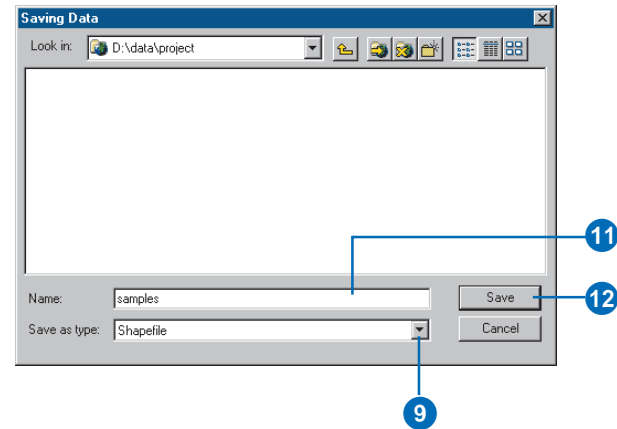 Saving Data
Look in: D:\data\project
11
Name: samples Save
12
Save as type: Shapefile Cancel
9